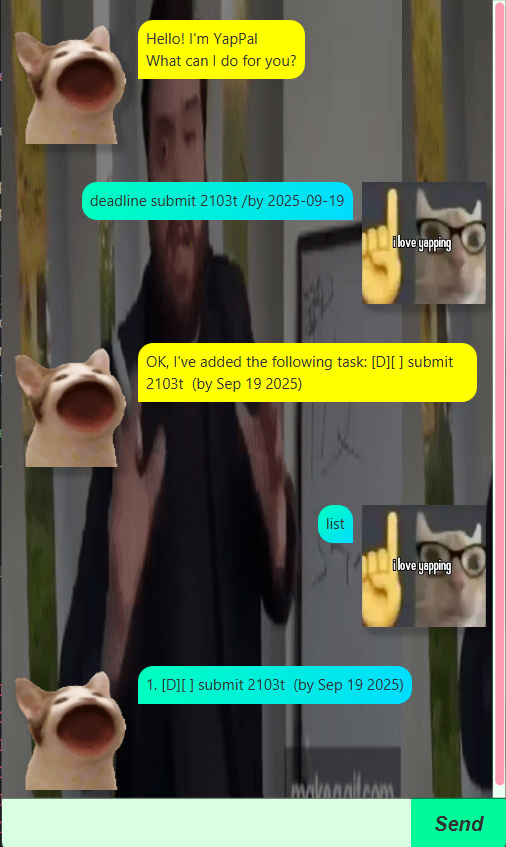 Hello! I'm YapPal
What can I do for you?
deadline submit 2103t /by 2025-09-19
i love yapping
OK, I've added the following task: [D][ ] submit
2103t  (by Sep 19 2025)
list
i love yapping
1. [D][ ] submit 2103t  (by Sep 19 2025)
makeagif.com
Send